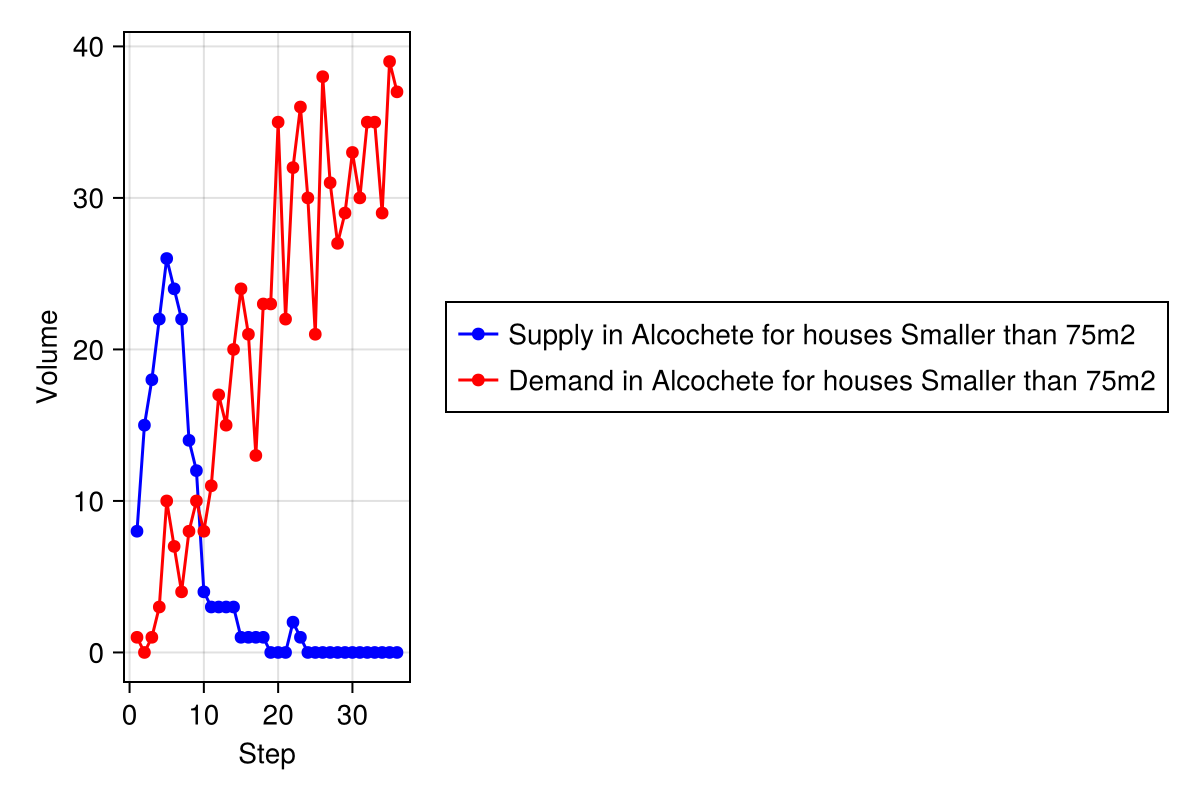 40
30
20
10
0
Volume
0 10 20 30
Step
Supply in Alcochete for houses Smaller than 75m2
Demand in Alcochete for houses Smaller than 75m2